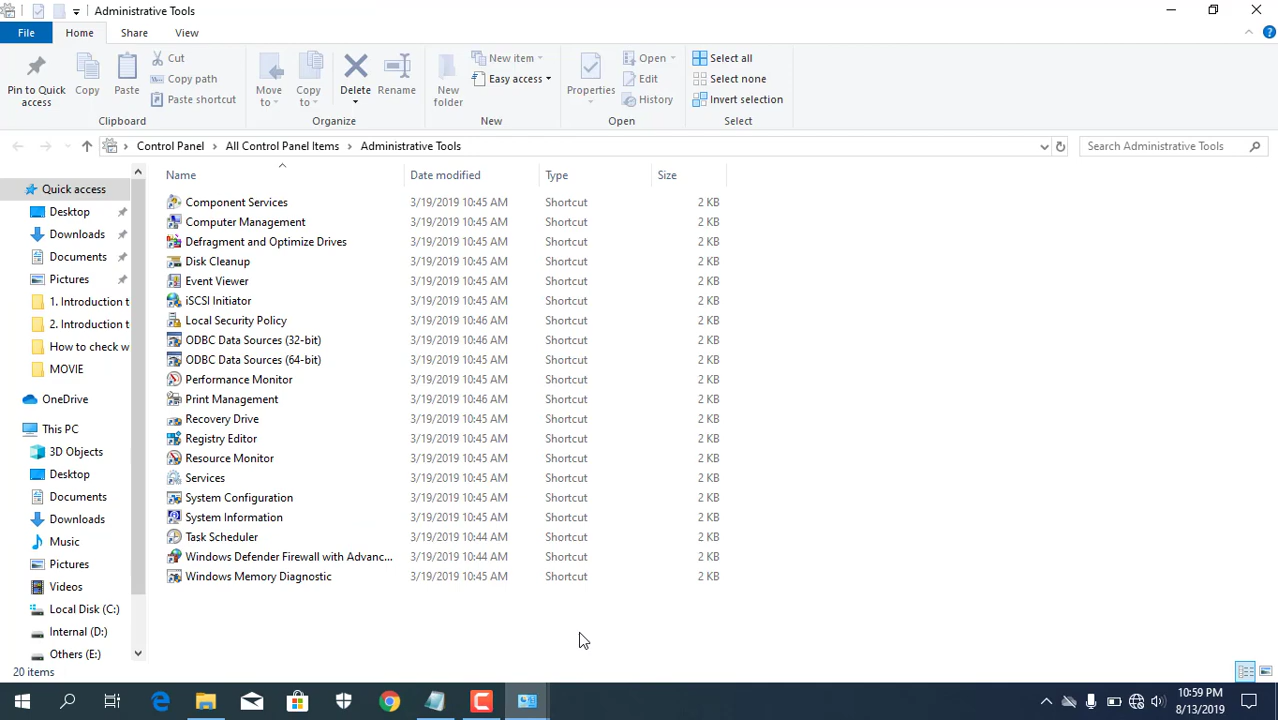 Administrative Tools
File Home Share View
Pin to Quick access
Copy
Paste
Cut
Copy path
Paste shortcut
Clipboard
Move to
Copy to
Delete
Rename
Organize
New folder
New item
Easy access
New
Properties
Open
Edit
History
Open
Select all
Select none
Invert selection
Select
Control Panel All Control Panel Items Administrative Tools
Search Administrative Tools
Quick access
Desktop
Downloads
Documents
Pictures
1. Introduction t
2. Introduction t
How to check w
MOVIE
OneDrive
This PC
3D Objects
Desktop
Documents
Downloads
Music
Pictures
Videos
Local Disk (C:)
Internal (D:)
Others (E:)
Name Date modified Type Size
Component Services 3/19/2019 10:45 AM Shortcut 2 KB
Computer Management 3/19/2019 10:45 AM Shortcut 2 KB
Defragment and Optimize Drives 3/19/2019 10:45 AM Shortcut 2 KB
Disk Cleanup 3/19/2019 10:45 AM Shortcut 2 KB
Event Viewer 3/19/2019 10:45 AM Shortcut 2 KB
iSCSI Initiator 3/19/2019 10:45 AM Shortcut 2 KB
Local Security Policy 3/19/2019 10:46 AM Shortcut 2 KB
ODBC Data Sources (32-bit) 3/19/2019 10:46 AM Shortcut 2 KB
ODBC Data Sources (64-bit) 3/19/2019 10:45 AM Shortcut 2 KB
Performance Monitor 3/19/2019 10:45 AM Shortcut 2 KB
Print Management 3/19/2019 10:46 AM Shortcut 2 KB
Recovery Drive 3/19/2019 10:45 AM Shortcut 2 KB
Registry Editor 3/19/2019 10:45 AM Shortcut 2 KB
Resource Monitor 3/19/2019 10:45 AM Shortcut 2 KB
Services 3/19/2019 10:45 AM Shortcut 2 KB
System Configuration 3/19/2019 10:45 AM Shortcut 2 KB
System Information 3/19/2019 10:45 AM Shortcut 2 KB
Task Scheduler 3/19/2019 10:44 AM Shortcut 2 KB
Windows Defender Firewall with Advanc... 3/19/2019 10:44 AM Shortcut 2 KB
Windows Memory Diagnostic 3/19/2019 10:45 AM Shortcut 2 KB
20 items
10:59 PM
8/13/2019